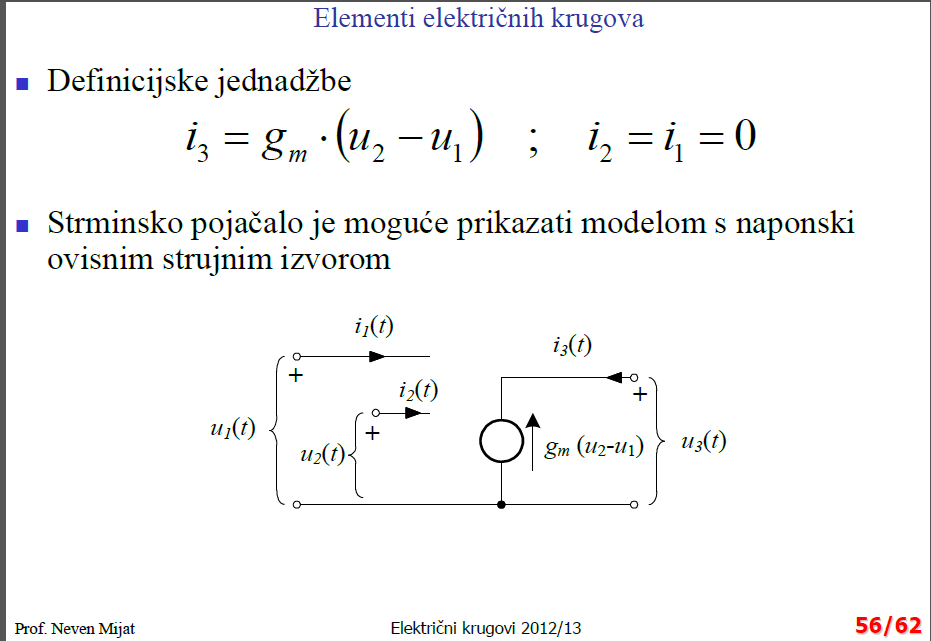 Elementi električnih krugova
Definicijske jednadžbe
i₃ = gₘ · (u₂ − u₁) ; i₂ = i₁ = 0
Strminsko pojačalo je moguće prikazati modelom s naponski
ovisnim strujnim izvorom
i₁(t)
i₃(t)
+
+
i₂(t)
u₁(t)
+
u₂(t)
gₘ (u₂-u₁)
u₃(t)
Prof. Neven Mijat
Električni krugovi 2012/13
56/62